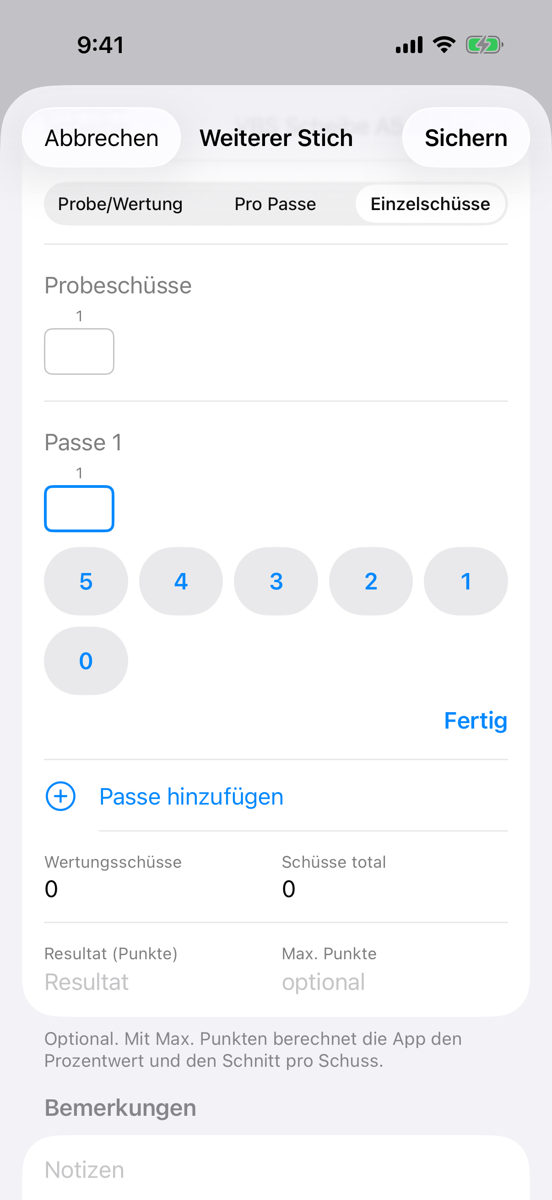 9:41
Abbrechen
Weiterer Stich
Sichern
Probe/Wertung
Pro Passe
Einzelschüsse
Probeschüsse
1
Passe 1
1
5
4
3
2
1
0
Fertig
Passe hinzufügen
Wertungsschüsse
Schüsse total
0
0
Resultat (Punkte)
Max. Punkte
Resultat
optional
Optional. Mit Max. Punkten berechnet die App den
Prozentwert und den Schnitt pro Schuss.
Bemerkungen
Notizen